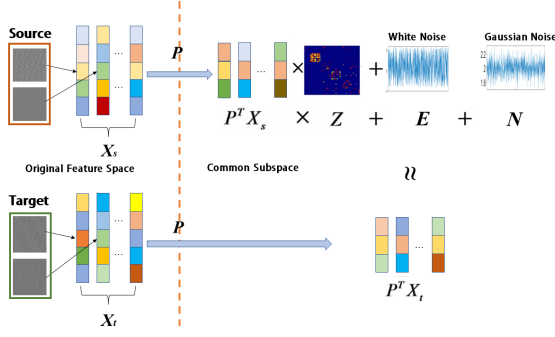 Source
P
White Noise
Gaussian Noise
...
...
22
2
18
X_s
P^T X_s × Z + E + N
Original Feature Space
Common Subspace
≈
Target
P
...
...
X_t
P^T X_t